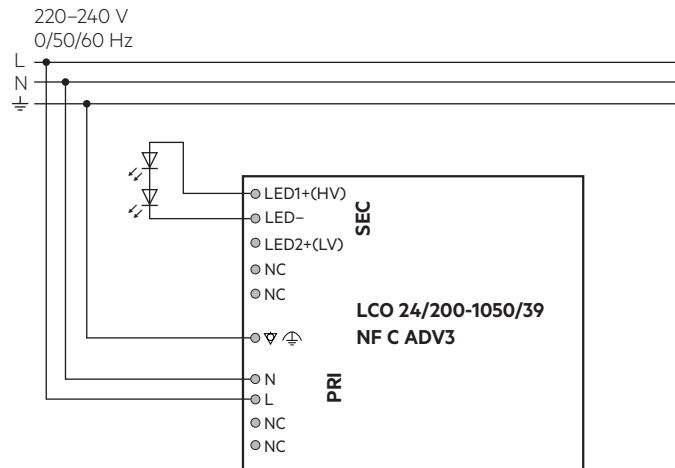 220–240 V
0/50/60 Hz
L
N
LED1+(HV)
LED–
LED2+(LV)
NC
NC
SEC
LCO 24/200-1050/39
NF C ADV3
N
L
NC
NC
PRI